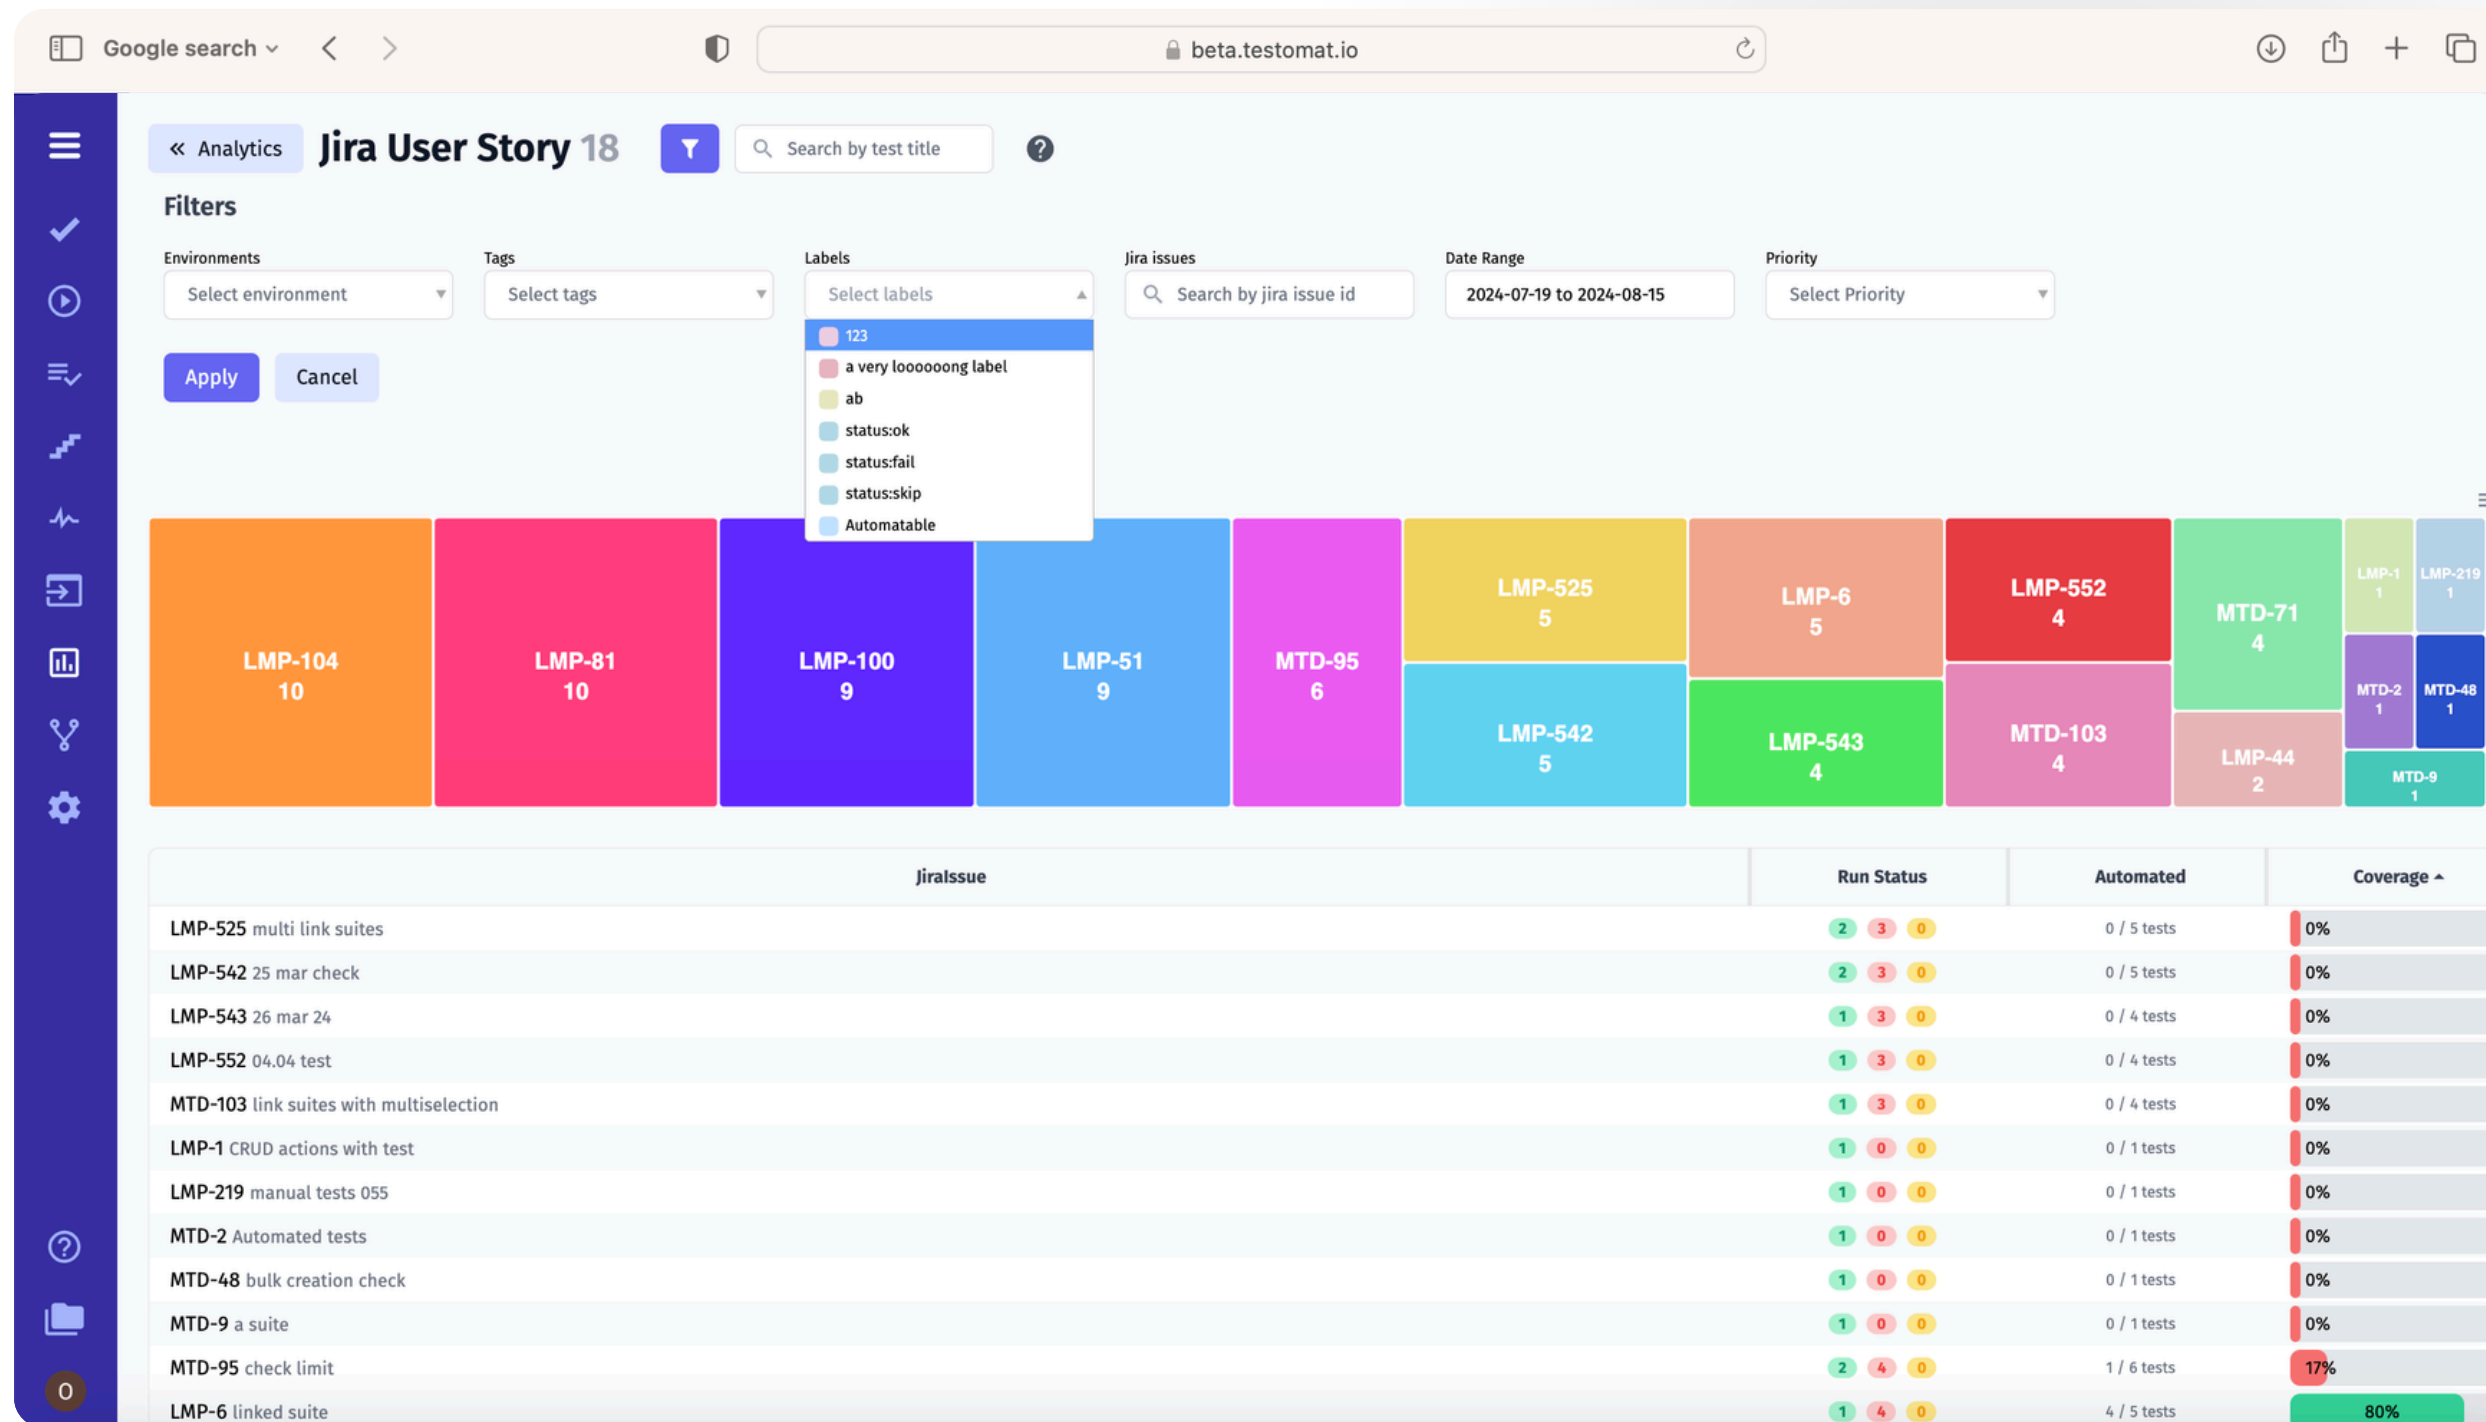 Google search
beta.testomat.io
« Analytics
Jira User Story 18
Search by test title
Filters
Environments
Tags
Labels
Jira issues
Date Range
Priority
Select environment
Select tags
Select labels
Search by jira issue id
2024-07-19 to 2024-08-15
Select Priority
Apply
Cancel
123
a very loooooong label
ab
status:ok
status:fail
status:skip
Automatable
LMP-104
10
LMP-81
10
LMP-100
9
LMP-51
9
MTD-95
6
LMP-525
5
LMP-542
5
LMP-6
5
LMP-543
4
LMP-552
4
MTD-103
4
MTD-71
4
LMP-44
2
LMP-1
1
LMP-219
1
MTD-2
1
MTD-48
1
MTD-9
1
JiraIssue Run Status Automated Coverage
LMP-525 multi link suites 2 3 0 0 / 5 tests 0%
LMP-542 25 mar check 2 3 0 0 / 5 tests 0%
LMP-543 26 mar 24 1 3 0 0 / 4 tests 0%
LMP-552 04.04 test 1 3 0 0 / 4 tests 0%
MTD-103 link suites with multiselection 1 3 0 0 / 4 tests 0%
LMP-1 CRUD actions with test 1 0 0 0 / 1 tests 0%
LMP-219 manual tests 055 1 0 0 0 / 1 tests 0%
MTD-2 Automated tests 1 0 0 0 / 1 tests 0%
MTD-48 bulk creation check 1 0 0 0 / 1 tests 0%
MTD-9 a suite 1 0 0 0 / 1 tests 0%
MTD-95 check limit 2 4 0 1 / 6 tests 17%
LMP-6 linked suite 1 4 0 4 / 5 tests 80%
O